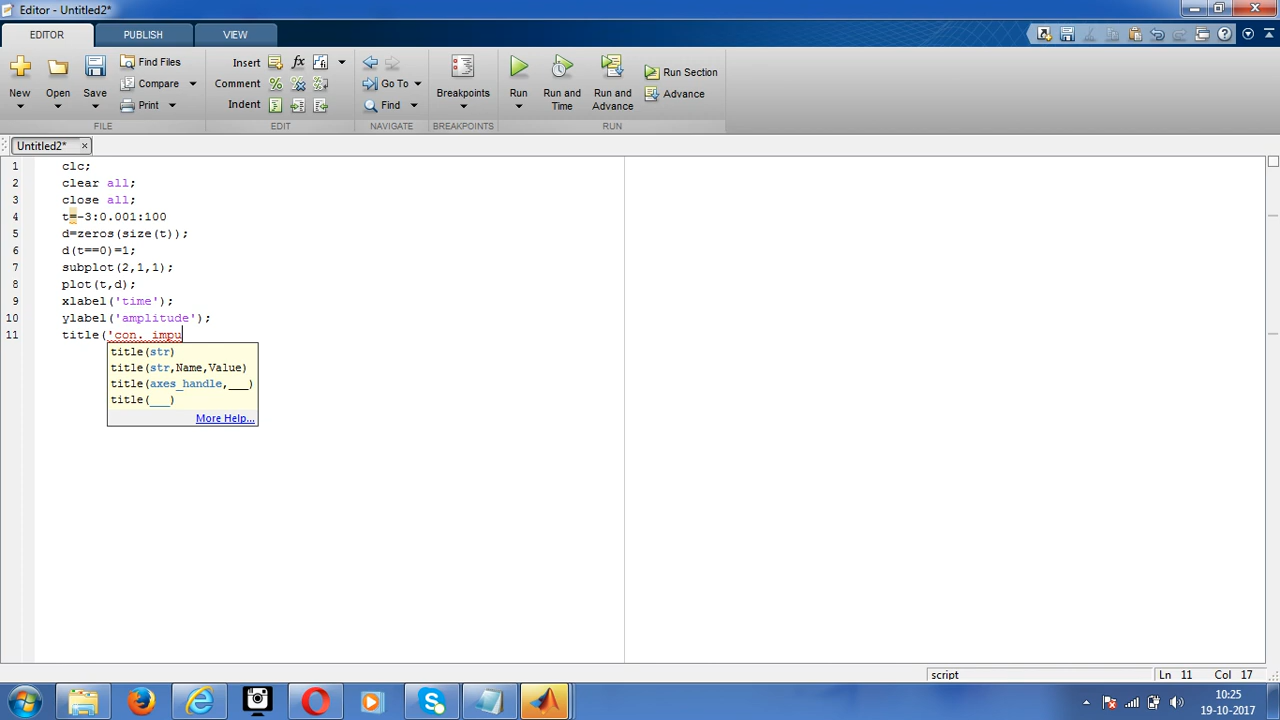 Editor - Untitled2*
EDITOR PUBLISH VIEW
New Open Save Find Files Compare Print
Insert fx Comment % Indent
Go To Find
Breakpoints
Run Run and Time Run and Advance Run Section Advance
FILE EDIT NAVIGATE BREAKPOINTS RUN
Untitled2* ×
1 clc;
2 clear all;
3 close all;
4 t=-3:0.001:100
5 d=zeros(size(t));
6 d(t==0)=1;
7 subplot(2,1,1);
8 plot(t,d);
9 xlabel('time');
10 ylabel('amplitude');
11 title('con. impu
title(str)
title(str,Name,Value)
title(axes_handle,___)
title(___)
More Help...
script Ln 11 Col 17
10:25
19-10-2017